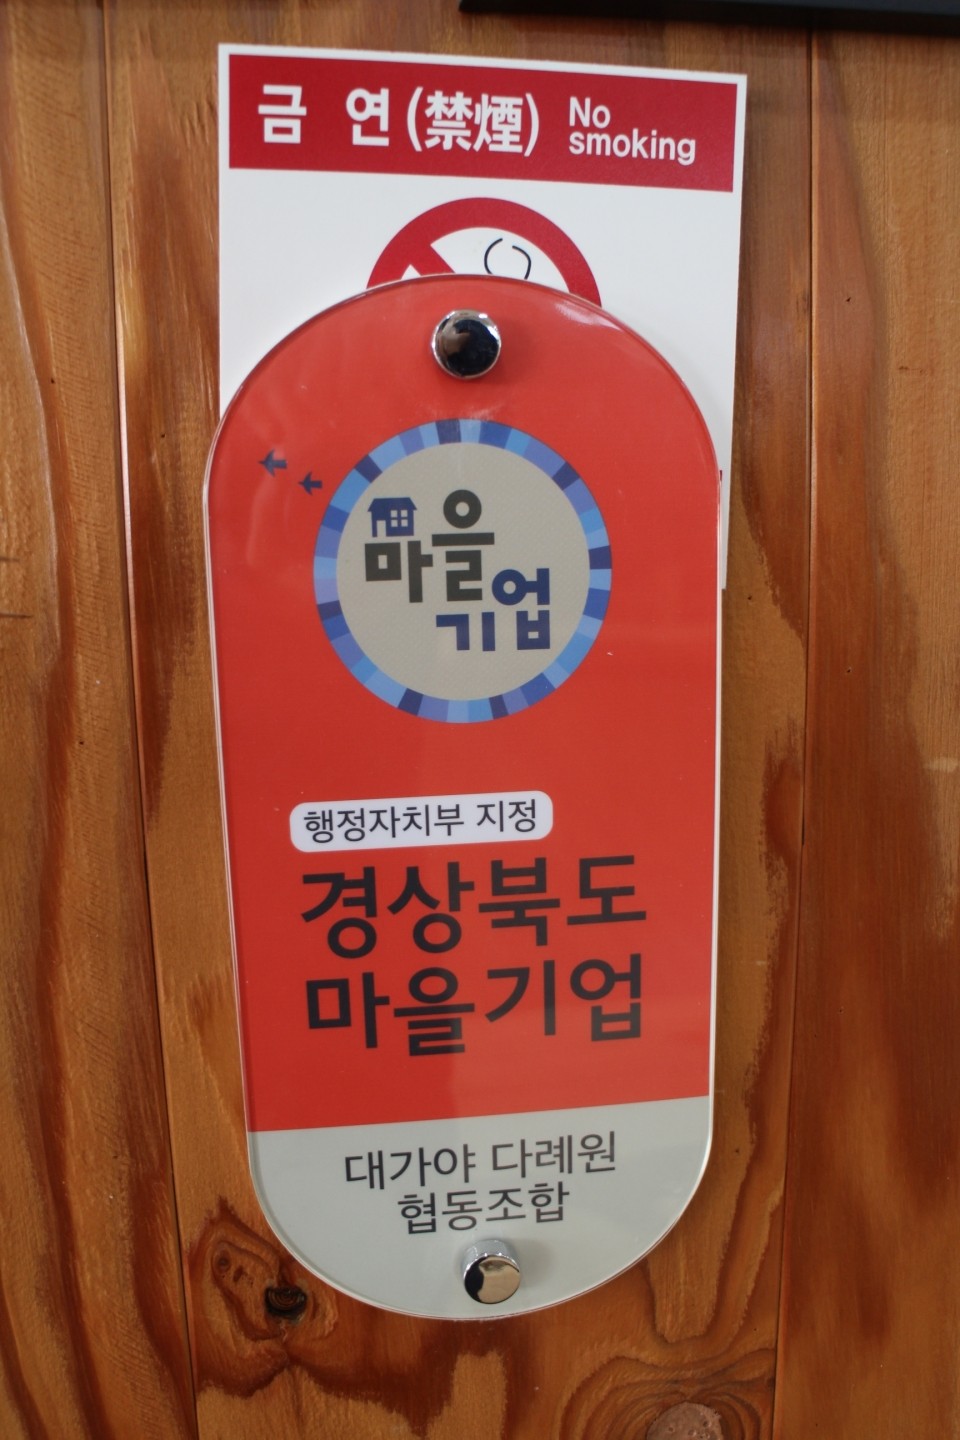 금 연 (禁煙) No smoking
마을
기업
행정자치부 지정
경상북도
마을기업
대가야 다례원
협동조합